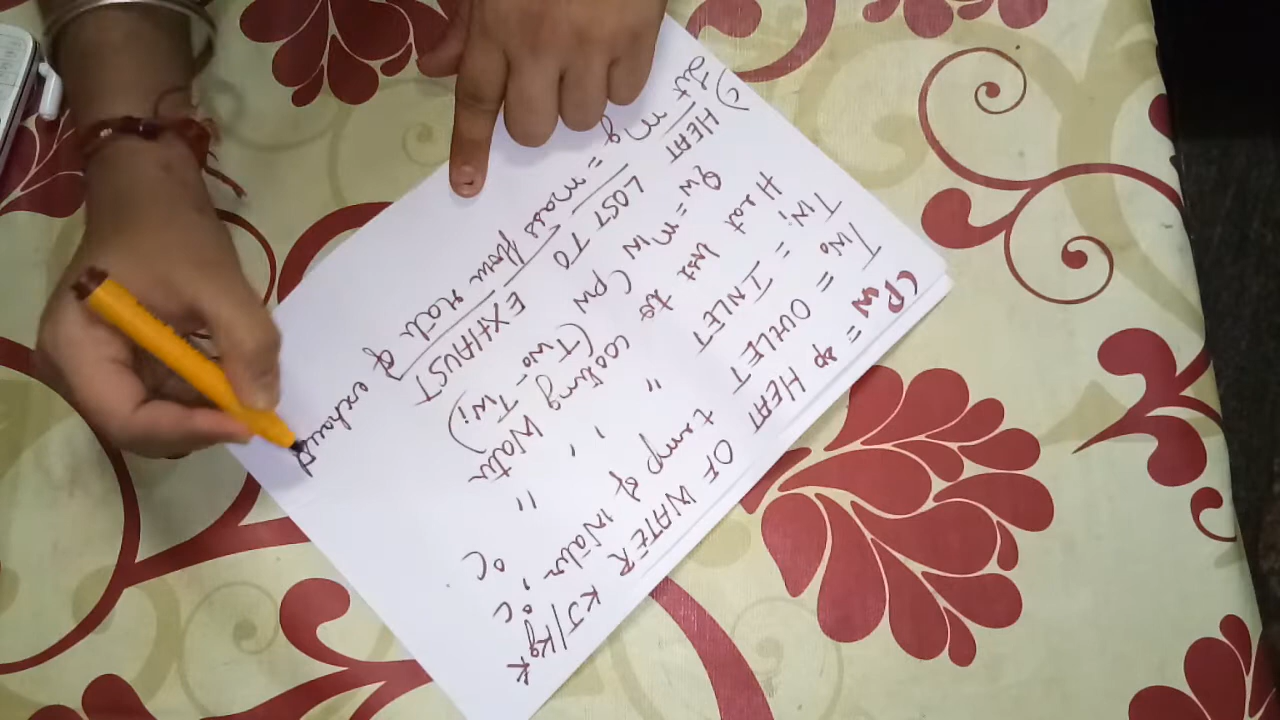 CPw = sp HEAT OF WATER KJ/kgK
Two = OUTLET temp of Water, °C
Twi = INLET " " " °C
Heat lost to cooling Water
Qw = mw Cpw (Two - Twi)
c) HEAT LOST TO EXHAUST
Let mg = mass flow rate of exhaust